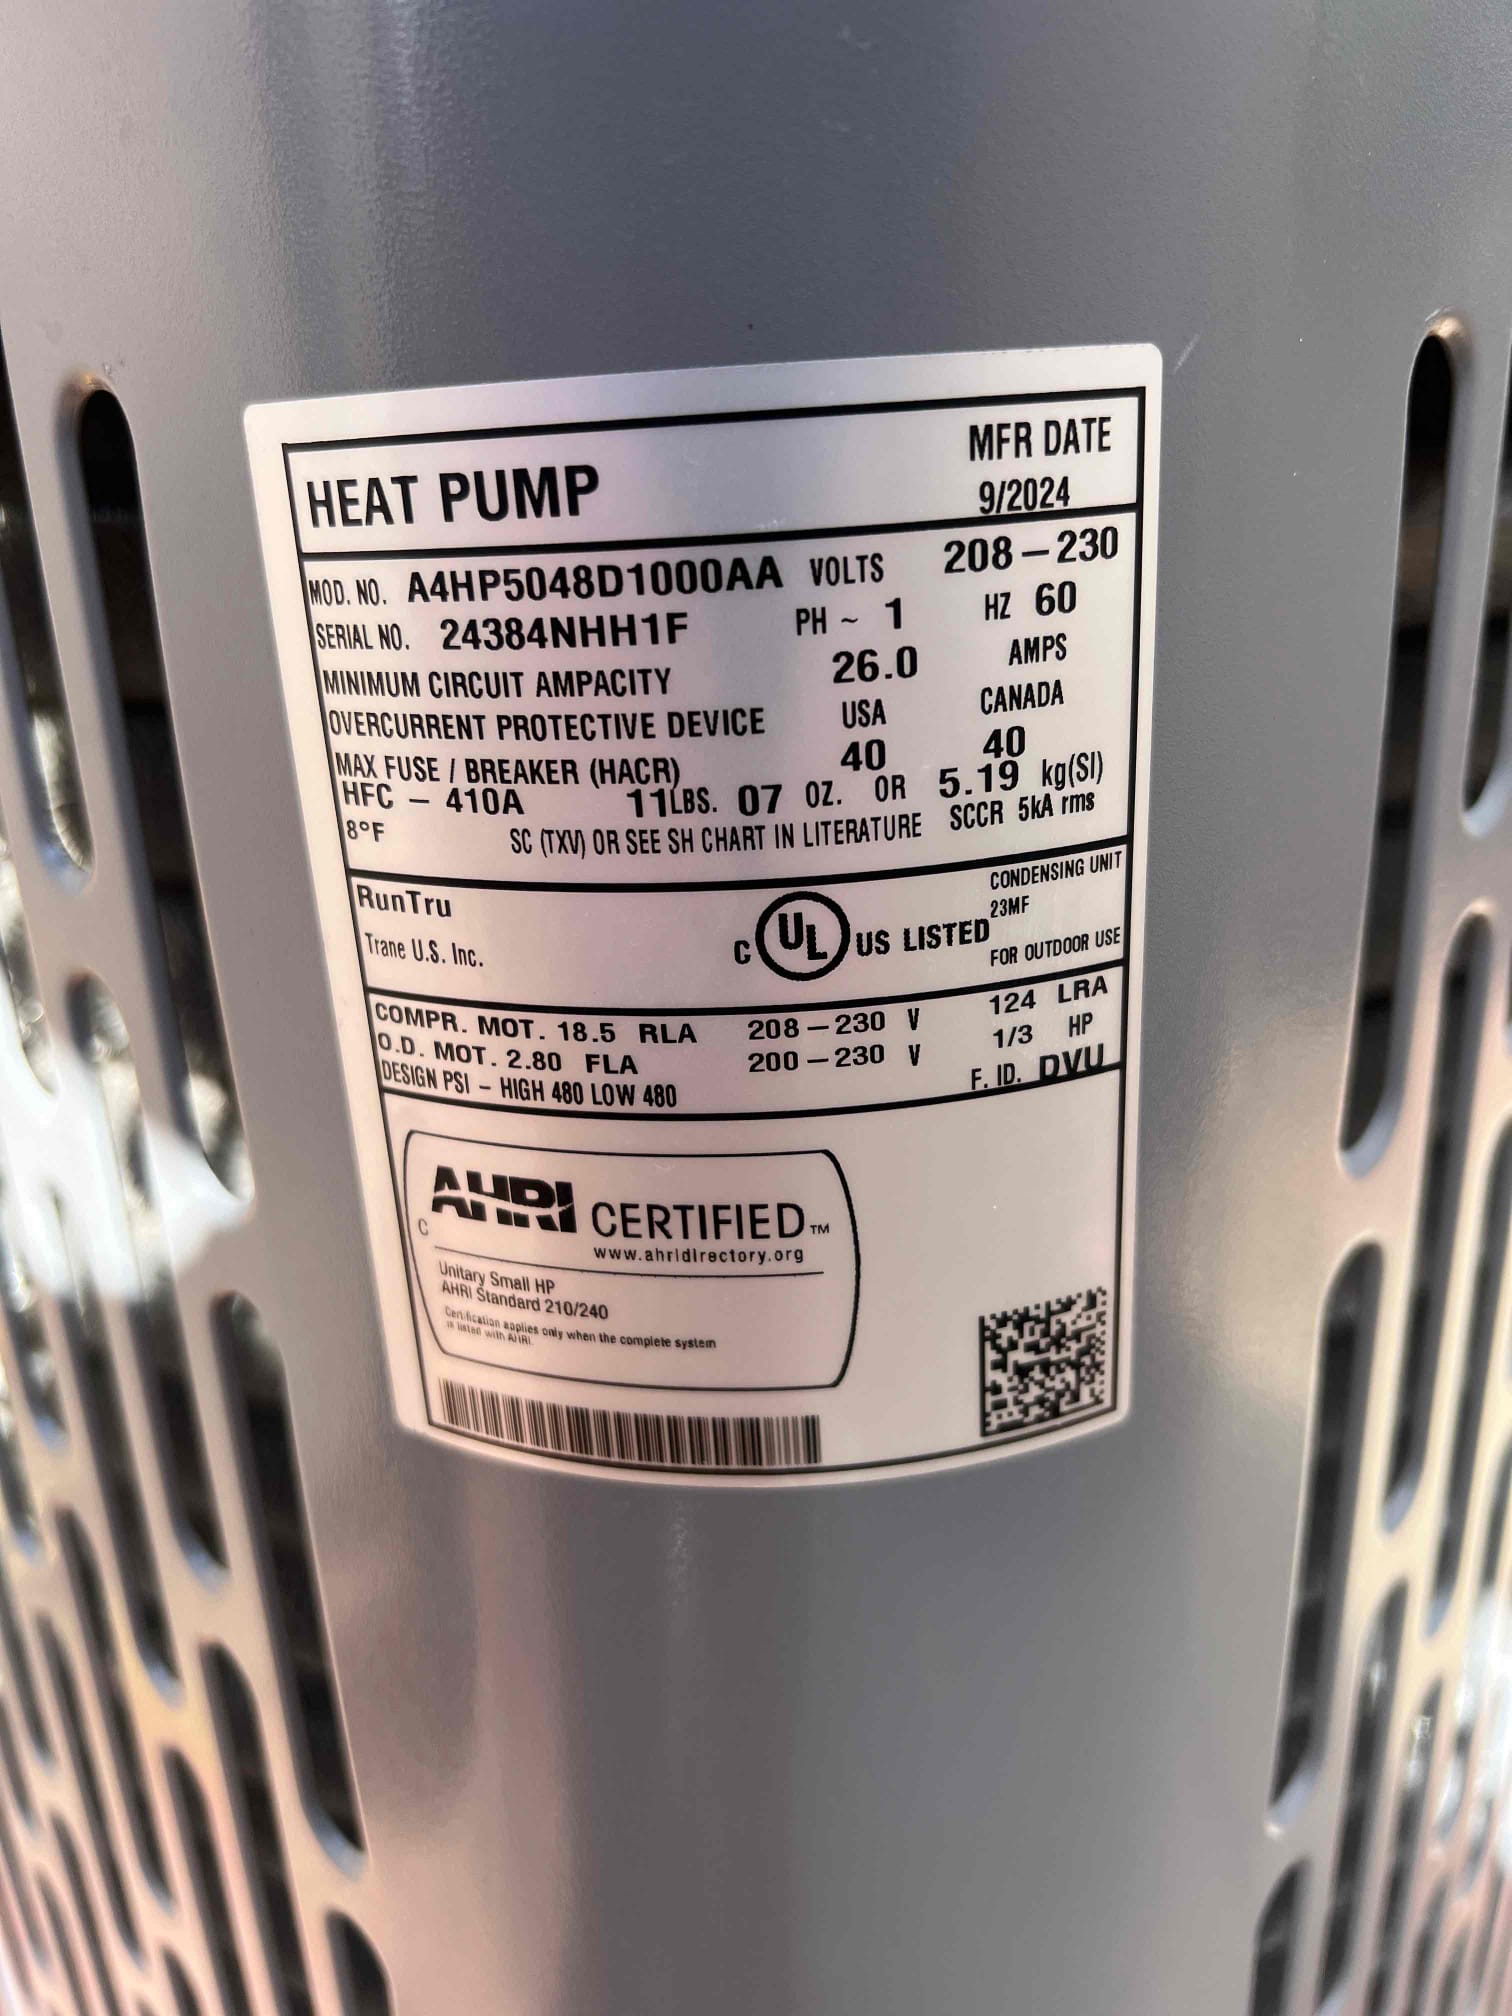 HEAT PUMP MFR DATE
9/2024
MOD. NO. A4HP5048D1000AA VOLTS 208-230
SERIAL NO. 24384NHH1F PH ~ 1 HZ 60
MINIMUM CIRCUIT AMPACITY 26.0 AMPS
OVERCURRENT PROTECTIVE DEVICE USA CANADA
MAX FUSE / BREAKER (HACR) 40 40
HFC - 410A 11LBS. 07 OZ. OR 5.19 kg(SI)
8°F SC (TXV) OR SEE SH CHART IN LITERATURE SCCR 5kA rms
RunTru
Trane U.S. Inc.
C UL US LISTED
CONDENSING UNIT
23MF
FOR OUTDOOR USE
COMPR. MOT. 18.5 RLA 208-230 V 124 LRA
O.D. MOT. 2.80 FLA 200-230 V 1/3 HP
DESIGN PSI - HIGH 480 LOW 480 F. ID. DVU
C AHRI CERTIFIED™
www.ahridirectory.org
Unitary Small HP
AHRI Standard 210/240
Certification applies only when the complete system
is listed with AHRI.